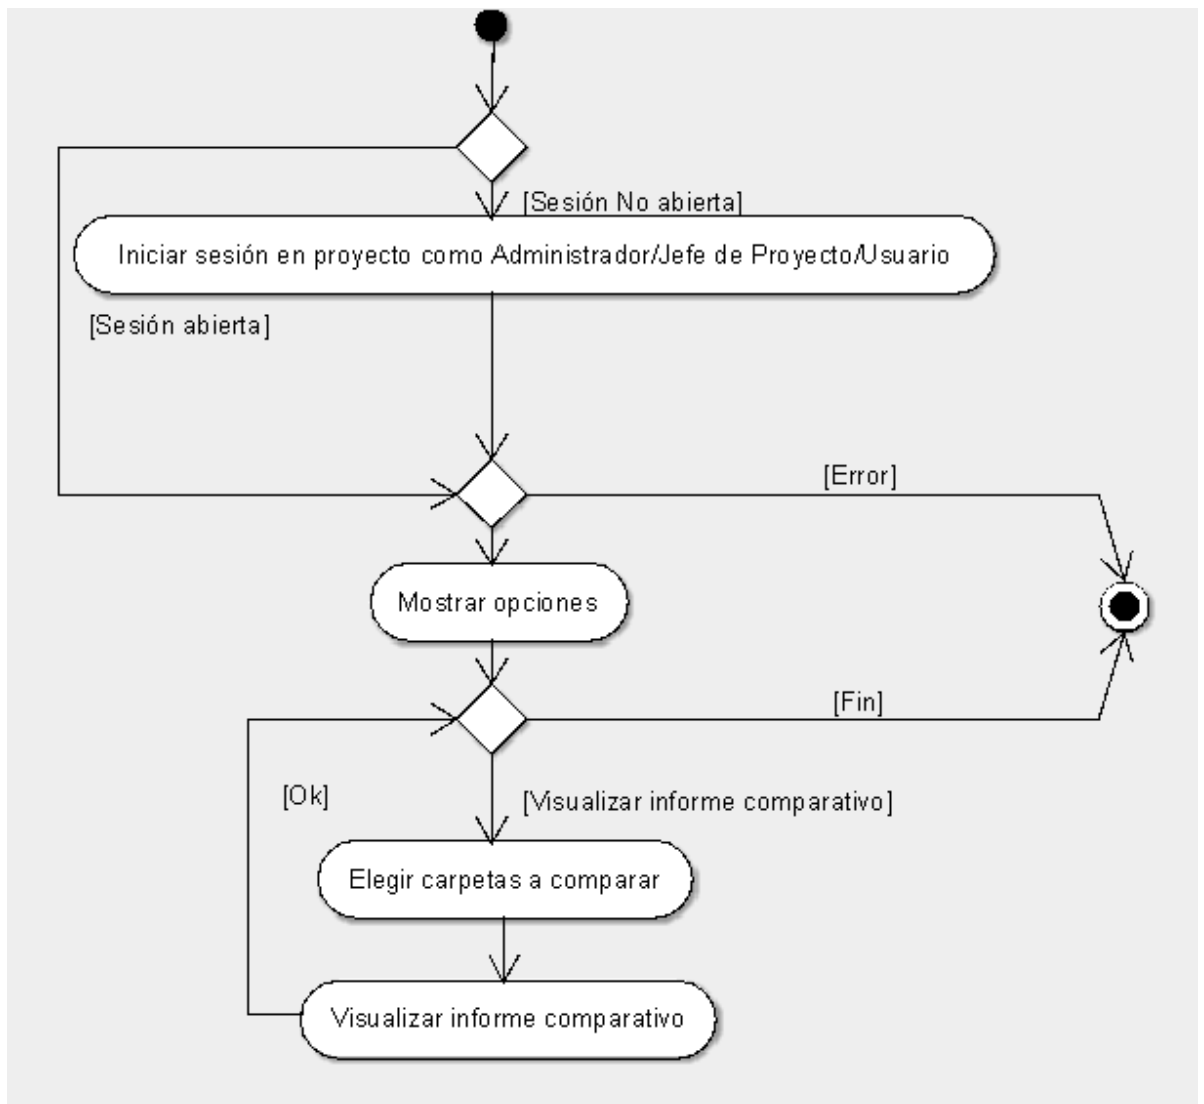 [Sesión No abierta]
Iniciar sesión en proyecto como Administrador/Jefe de Proyecto/Usuario
[Sesión abierta]
[Error]
Mostrar opciones
[Fin]
[Ok]
[Visualizar informe comparativo]
Elegir carpetas a comparar
Visualizar informe comparativo